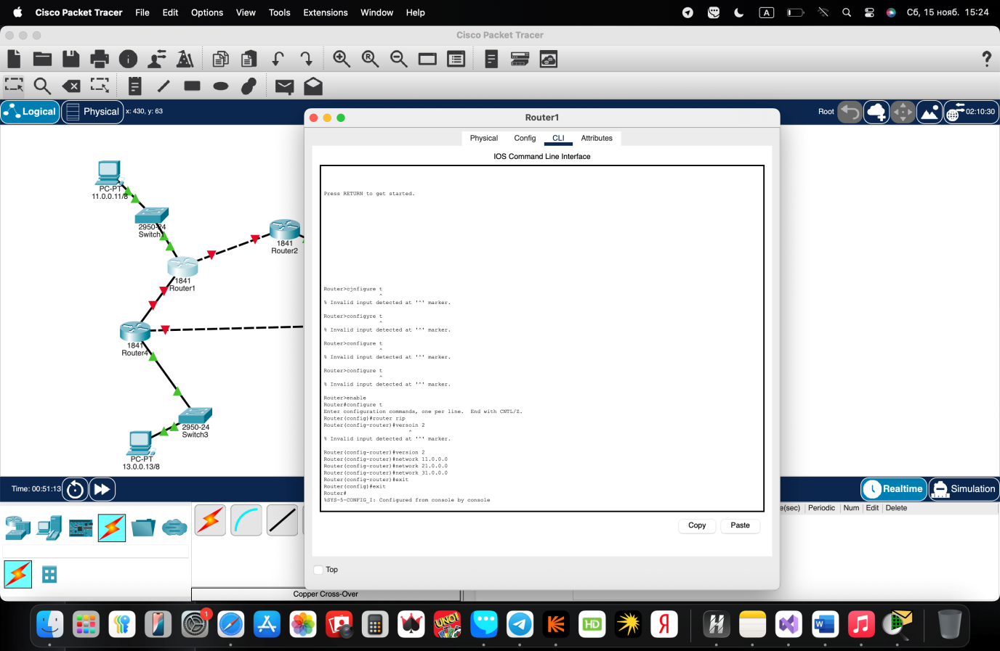 Cisco Packet Tracer File Edit Options View Tools Extensions Window Help A Сб, 15 нояб. 15:24
Cisco Packet Tracer
Logical Physical x: 430, y: 63 Root 02:10:30
Router1
Physical Config CLI Attributes
IOS Command Line Interface
Press RETURN to get started.
Router>cjnfigure t
^
% Invalid input detected at '^' marker.
Router>configyre t
^
% Invalid input detected at '^' marker.
Router>configure t
^
% Invalid input detected at '^' marker.
Router>configure t
^
% Invalid input detected at '^' marker.
Router>enable
Router#configure t
Enter configuration commands, one per line.  End with CNTL/Z.
Router(config)#router rip
Router(config-router)#versoin 2
^
% Invalid input detected at '^' marker.
Router(config-router)#version 2
Router(config-router)#network 11.0.0.0
Router(config-router)#network 21.0.0.0
Router(config-router)#network 31.0.0.0
Router(config-router)#exit
Router(config)#exit
Router#
%SYS-5-CONFIG_I: Configured from console by console
Copy Paste
Top
PC-PT
11.0.0.11/8
2950-24
Switch1
1841
Router2
1841
Router1
1841
Router4
2950-24
Switch3
PC-PT
13.0.0.13/8
Time: 00:51:13 Realtime Simulation
e(sec) Periodic Num Edit Delete
Copper Cross-Over
1
UNO!
HD
Я
W